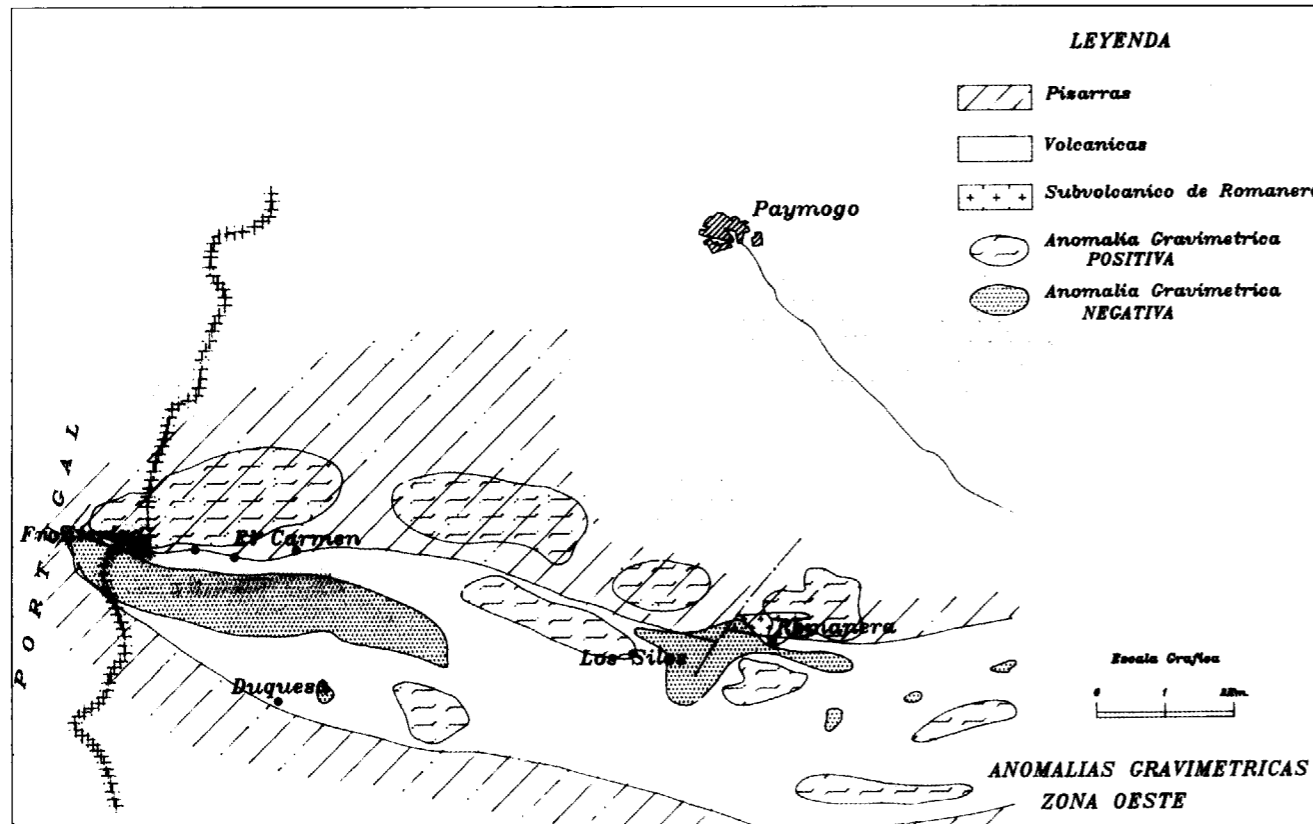 LEYENDA
Pizarras
Volcanicas
Subvolcanico de Romanera
Anomalia Gravimetrica
POSITIVA
Anomalia Gravimetrica
NEGATIVA
Paymogo
PORTUGAL
El Carmen
Romanera
Los Silos
Duquesa
Escala Grafica
0 1 2Km.
ANOMALIAS GRAVIMETRICAS
ZONA OESTE